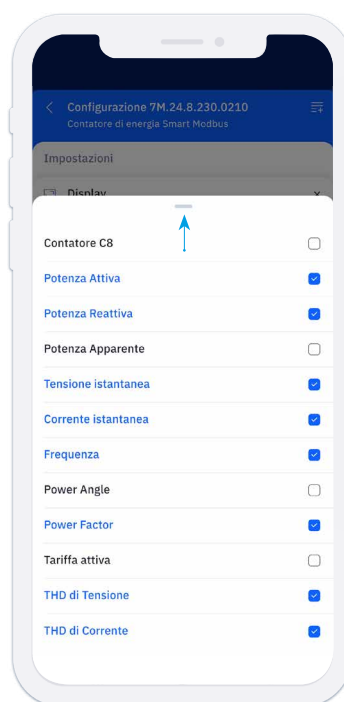 Configurazione 7M.24.8.230.0210
Contatore di energia Smart Modbus
Impostazioni
Display
Contatore C8
Potenza Attiva
Potenza Reattiva
Potenza Apparente
Tensione istantanea
Corrente istantanea
Frequenza
Power Angle
Power Factor
Tariffa attiva
THD di Tensione
THD di Corrente